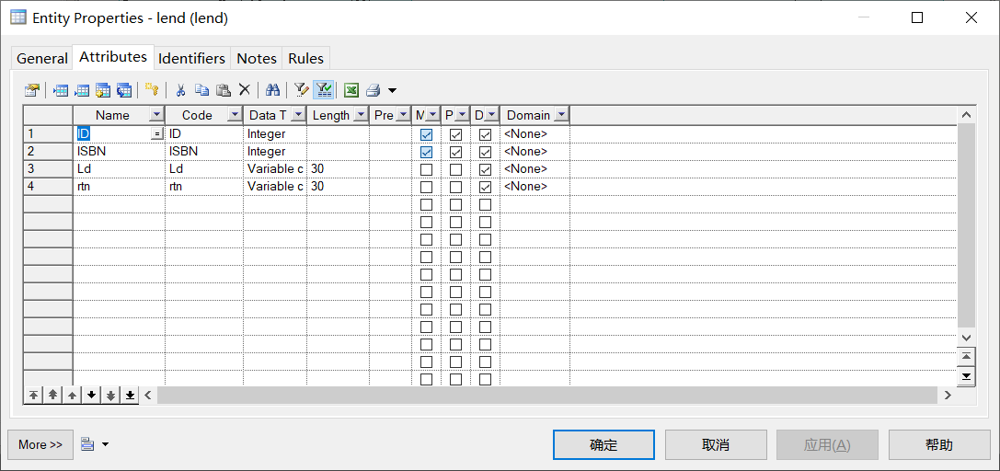 Entity Properties - lend (lend)
General Attributes Identifiers Notes Rules
Name Code Data T Length Pre M P D Domain
1 ID = ID Integer <None>
2 ISBN ISBN Integer <None>
3 Ld Ld Variable c 30 <None>
4 rtn rtn Variable c 30 <None>
More >> 确定 取消 应用(A) 帮助